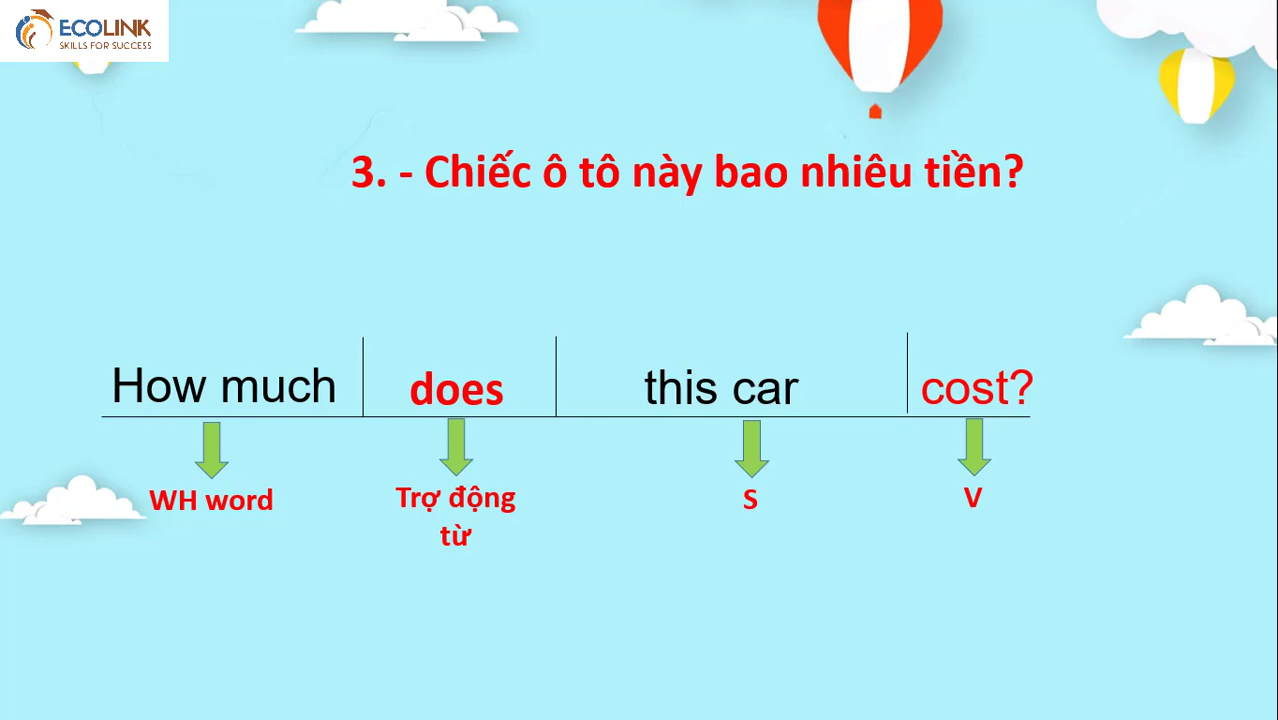 ECOLINK
SKILLS FOR SUCCESS
3. - Chiếc ô tô này bao nhiêu tiền?
How much does this car cost?
WH word Trợ động từ S V